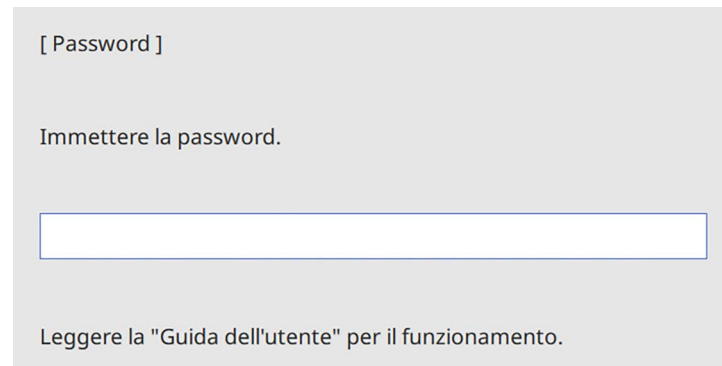 [ Password ]
Immettere la password.
Leggere la "Guida dell'utente" per il funzionamento.